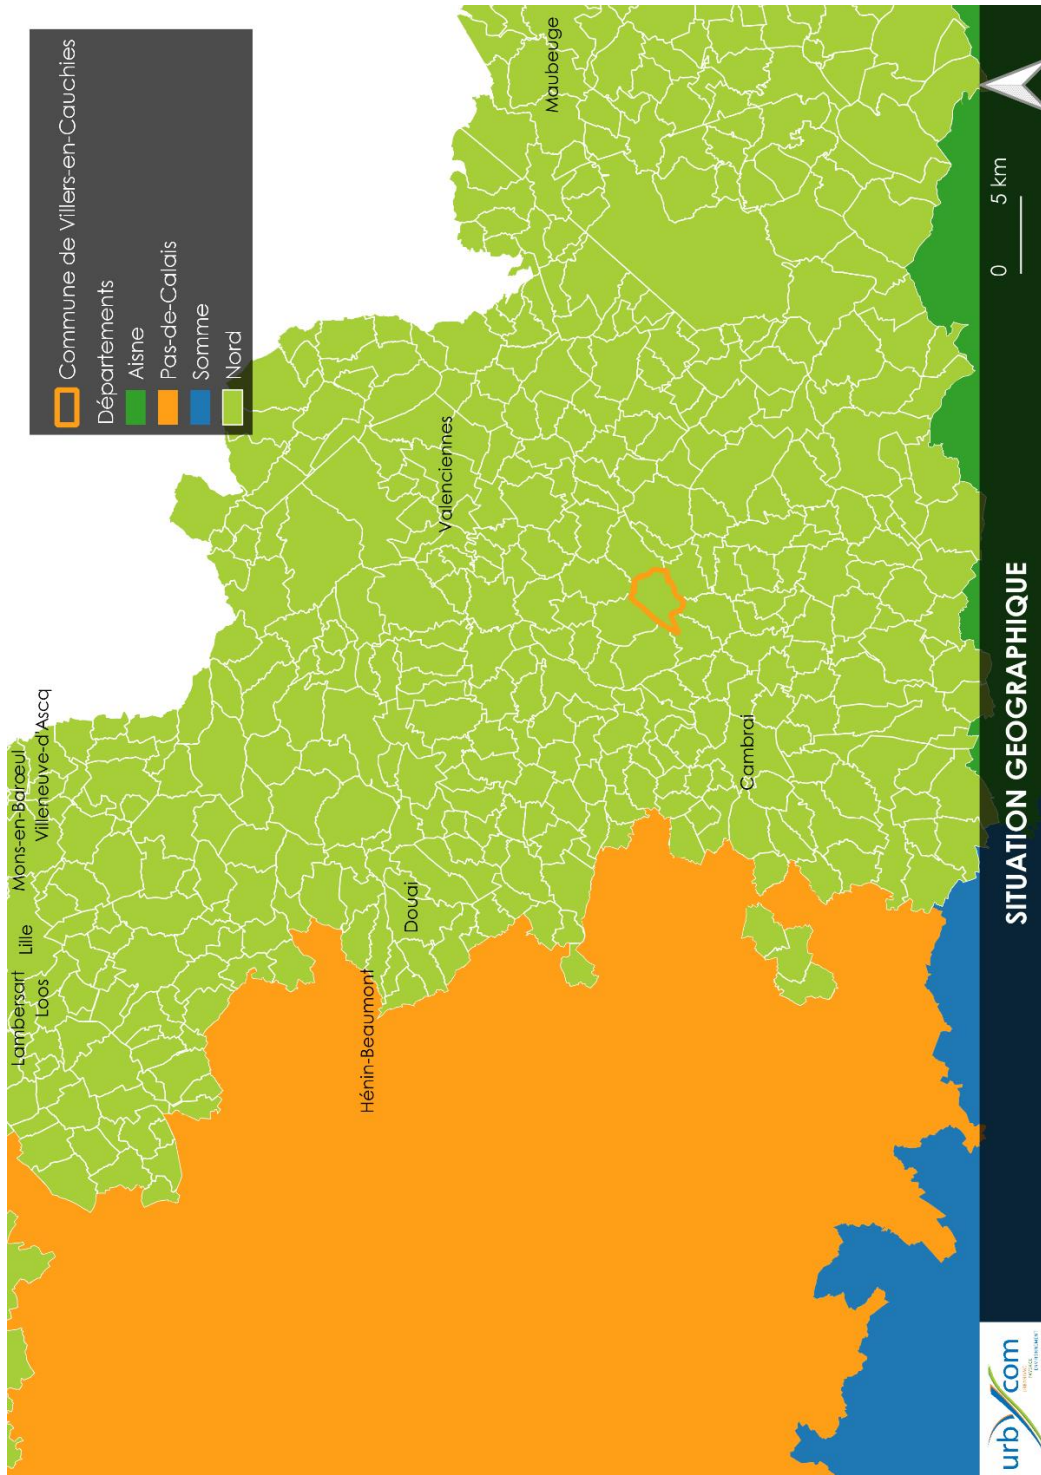 Lambersart
Lille
Mons-en-Barœul
Loos
Villeneuve-d'Ascq
Hénin-Beaumont
Douai
Valenciennes
Maubeuge
Cambrai
Commune de Villers-en-Cauchies
Départements
Aisne
Pas-de-Calais
Somme
Nord
urbycom
SITUATION GEOGRAPHIQUE
0 5 km